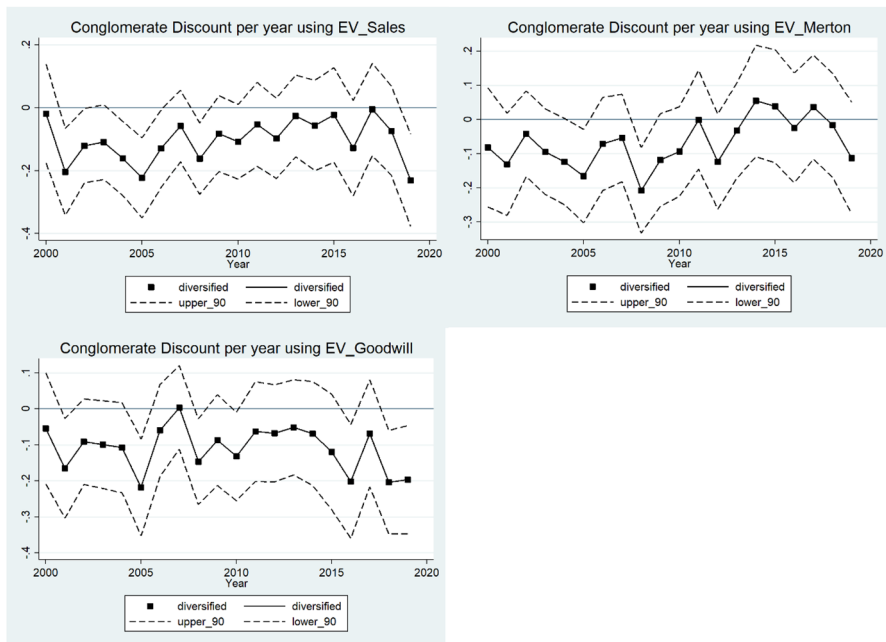 Conglomerate Discount per year using EV_Sales
.2
0
-.2
-.4
2000 2005 2010 2015 2020
Year
diversified diversified
upper_90 lower_90
Conglomerate Discount per year using EV_Merton
.2
.1
0
-.1
-.2
-.3
2000 2005 2010 2015 2020
Year
diversified diversified
upper_90 lower_90
Conglomerate Discount per year using EV_Goodwill
.1
0
-.1
-.2
-.3
-.4
2000 2005 2010 2015 2020
Year
diversified diversified
upper_90 lower_90